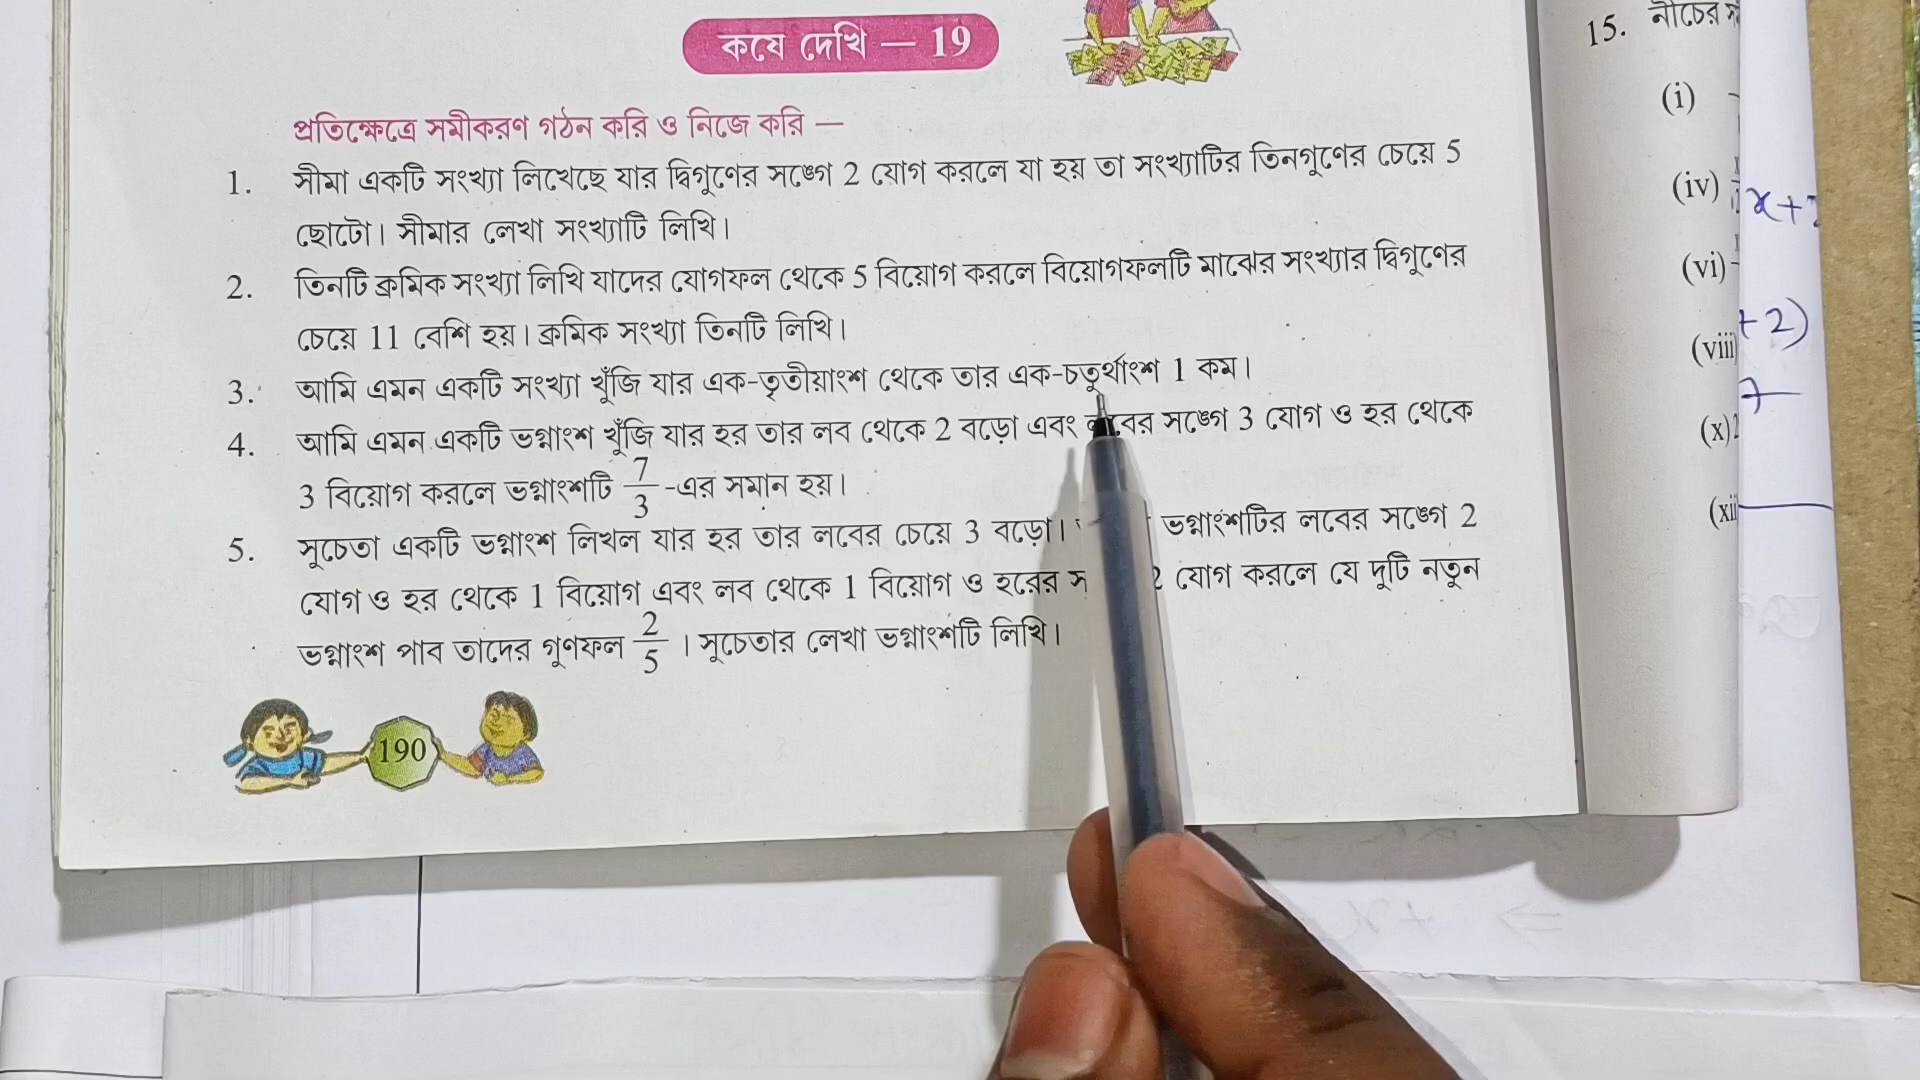 কষে দেখি — 19
প্রতিক্ষেত্রে সমীকরণ গঠন করি ও নিজে করি —
1. সীমা একটি সংখ্যা লিখেছে যার দ্বিগুণের সঙ্গে 2 যোগ করলে যা হয় তা সংখ্যাটির তিনগুণের চেয়ে 5
ছোটো। সীমার লেখা সংখ্যাটি লিখি।
2. তিনটি ক্রমিক সংখ্যা লিখি যাদের যোগফল থেকে 5 বিয়োগ করলে বিয়োগফলটি মাঝের সংখ্যার দ্বিগুণের
চেয়ে 11 বেশি হয়। ক্রমিক সংখ্যা তিনটি লিখি।
3. আমি এমন একটি সংখ্যা খুঁজি যার এক-তৃতীয়াংশ থেকে তার এক-চতুর্থাংশ 1 কম।
4. আমি এমন একটি ভগ্নাংশ খুঁজি যার হর তার লব থেকে 2 বড়ো এবং সঙ্গে 3 যোগ ও হর থেকে
3 বিয়োগ করলে ভগ্নাংশটি 7/3 -এর সমান হয়।
5. সুচেতা একটি ভগ্নাংশ লিখল যার হর তার লবের চেয়ে 3 বড়ো। ভগ্নাংশটির লবের সঙ্গে 2
যোগ ও হর থেকে 1 বিয়োগ এবং লব থেকে 1 বিয়োগ ও হরের 2 যোগ করলে যে দুটি নতুন
ভগ্নাংশ পাব তাদের গুণফল 2/5 । সুচেতার লেখা ভগ্নাংশটি লিখি।
190
15. নীচের
(i)
(iv)
x+
(vi)
+2)
(viii)
7
(x)
(xii